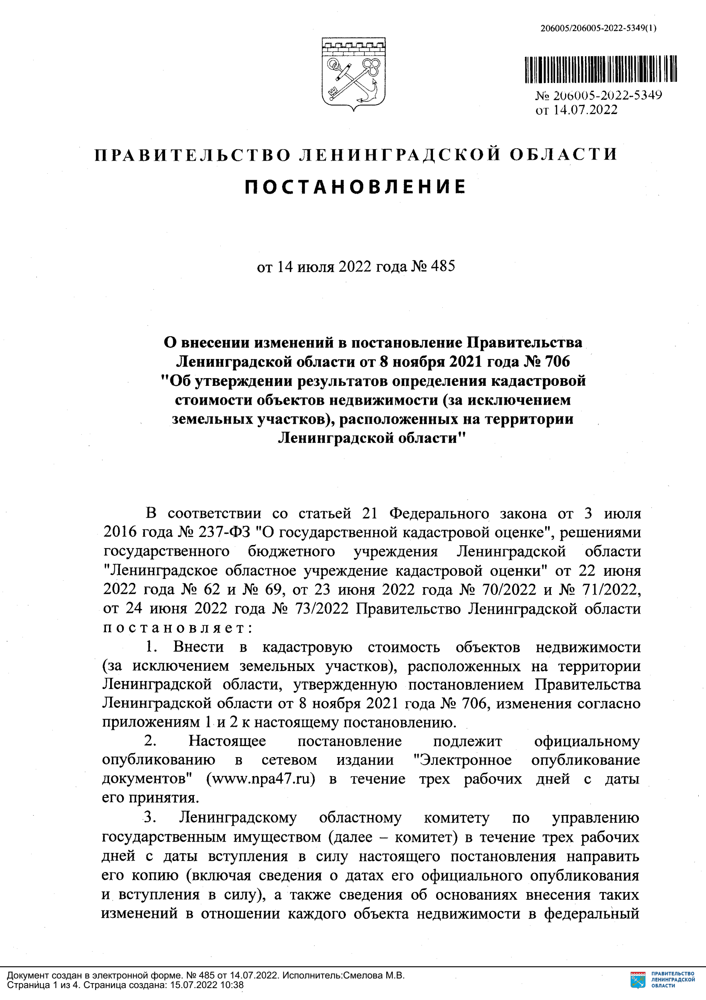 206005/206005-2022-5349(1)
№ 206005-2022-5349
от 14.07.2022
ПРАВИТЕЛЬСТВО ЛЕНИНГРАДСКОЙ ОБЛАСТИ
ПОСТАНОВЛЕНИЕ
от 14 июля 2022 года № 485
О внесении изменений в постановление Правительства
Ленинградской области от 8 ноября 2021 года № 706
"Об утверждении результатов определения кадастровой
стоимости объектов недвижимости (за исключением
земельных участков), расположенных на территории
Ленинградской области"
В соответствии со статьей 21 Федерального закона от 3 июля
2016 года № 237-ФЗ "О государственной кадастровой оценке", решениями
государственного бюджетного учреждения Ленинградской области
"Ленинградское областное учреждение кадастровой оценки" от 22 июня
2022 года № 62 и № 69, от 23 июня 2022 года № 70/2022 и № 71/2022,
от 24 июня 2022 года № 73/2022 Правительство Ленинградской области
п о с т а н о в л я е т :
1. Внести в кадастровую стоимость объектов недвижимости
(за исключением земельных участков), расположенных на территории
Ленинградской области, утвержденную постановлением Правительства
Ленинградской области от 8 ноября 2021 года № 706, изменения согласно
приложениям 1 и 2 к настоящему постановлению.
2. Настоящее постановление подлежит официальному
опубликованию в сетевом издании "Электронное опубликование
документов" (www.npa47.ru) в течение трех рабочих дней с даты
его принятия.
3. Ленинградскому областному комитету по управлению
государственным имуществом (далее – комитет) в течение трех рабочих
дней с даты вступления в силу настоящего постановления направить
его копию (включая сведения о датах его официального опубликования
и вступления в силу), а также сведения об основаниях внесения таких
изменений в отношении каждого объекта недвижимости в федеральный
Документ создан в электронной форме. № 485 от 14.07.2022. Исполнитель:Смелова М.В.
Страница 1 из 4. Страница создана: 15.07.2022 10:38
ПРАВИТЕЛЬСТВО
ЛЕНИНГРАДСКОЙ
ОБЛАСТИ